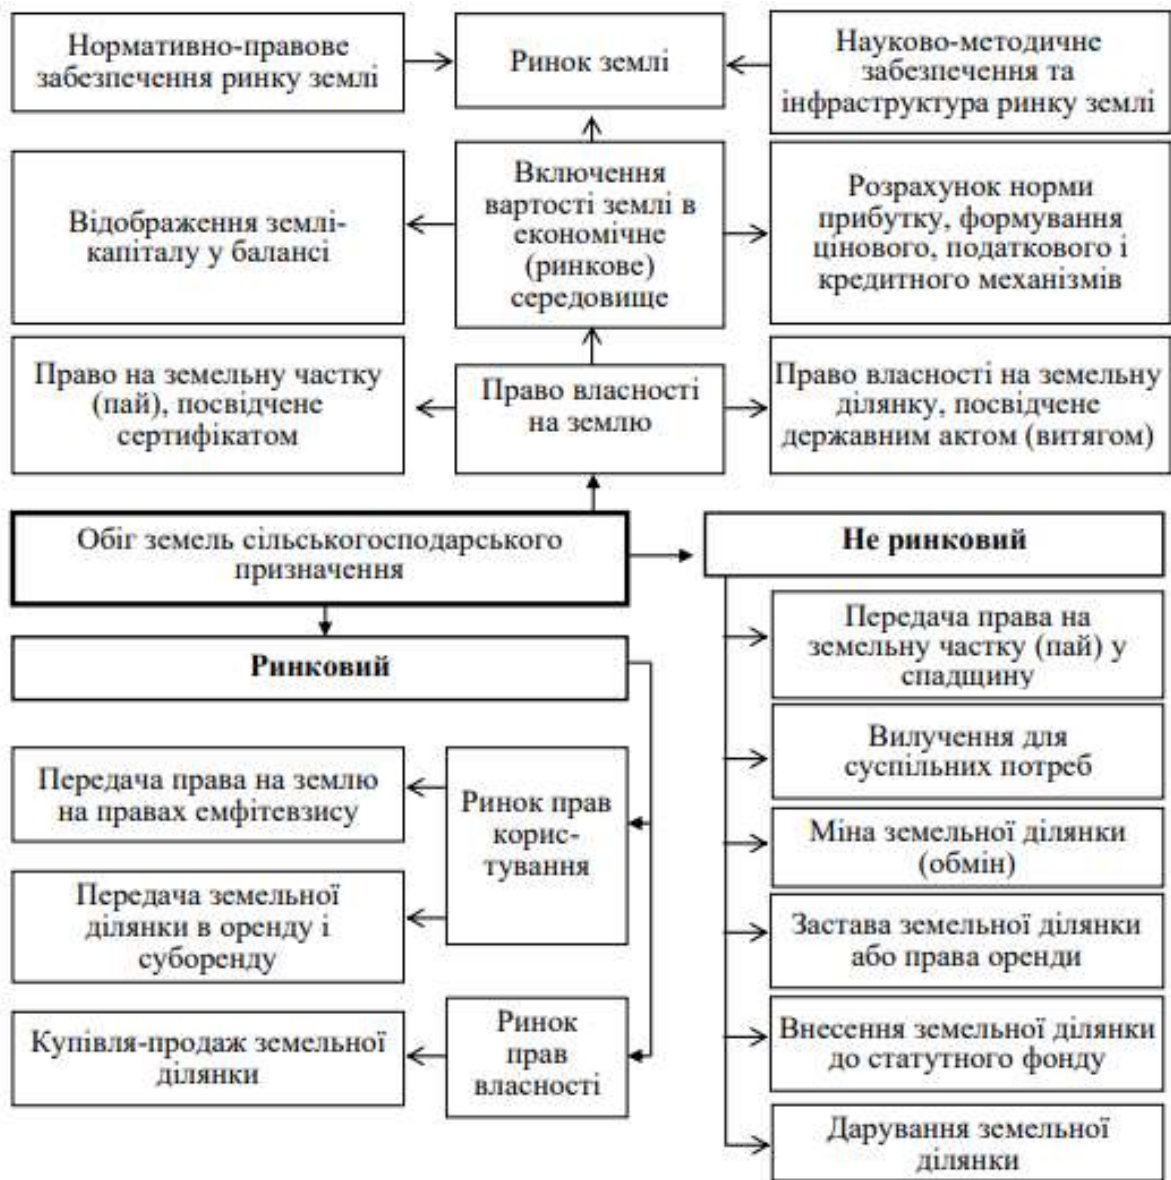 Нормативно-правове
забезпечення ринку землі
Ринок землі
Науково-методичне
забезпечення та
інфраструктура ринку землі
Відображення землі-
капіталу у балансі
Включення
вартості землі в
економічне
(ринкове)
середовище
Розрахунок норми
прибутку, формування
цінового, податкового і
кредитного механізмів
Право на земельну частку
(пай), посвідчене
сертифікатом
Право власності
на землю
Право власності на земельну
ділянку, посвідчене
державним актом (витягом)
Обіг земель сільськогосподарського
призначення
Не ринковий
Ринковий
Передача права на
земельну частку (пай) у
спадщину
Вилучення для
суспільних потреб
Міна земельної ділянки
(обмін)
Застава земельної ділянки
або права оренди
Внесення земельної ділянки
до статутного фонду
Дарування земельної
ділянки
Передача права на землю
на правах емфітевзису
Ринок прав
корис-
тування
Передача земельної
ділянки в оренду і
суборенду
Купівля-продаж земельної
ділянки
Ринок
прав
власності